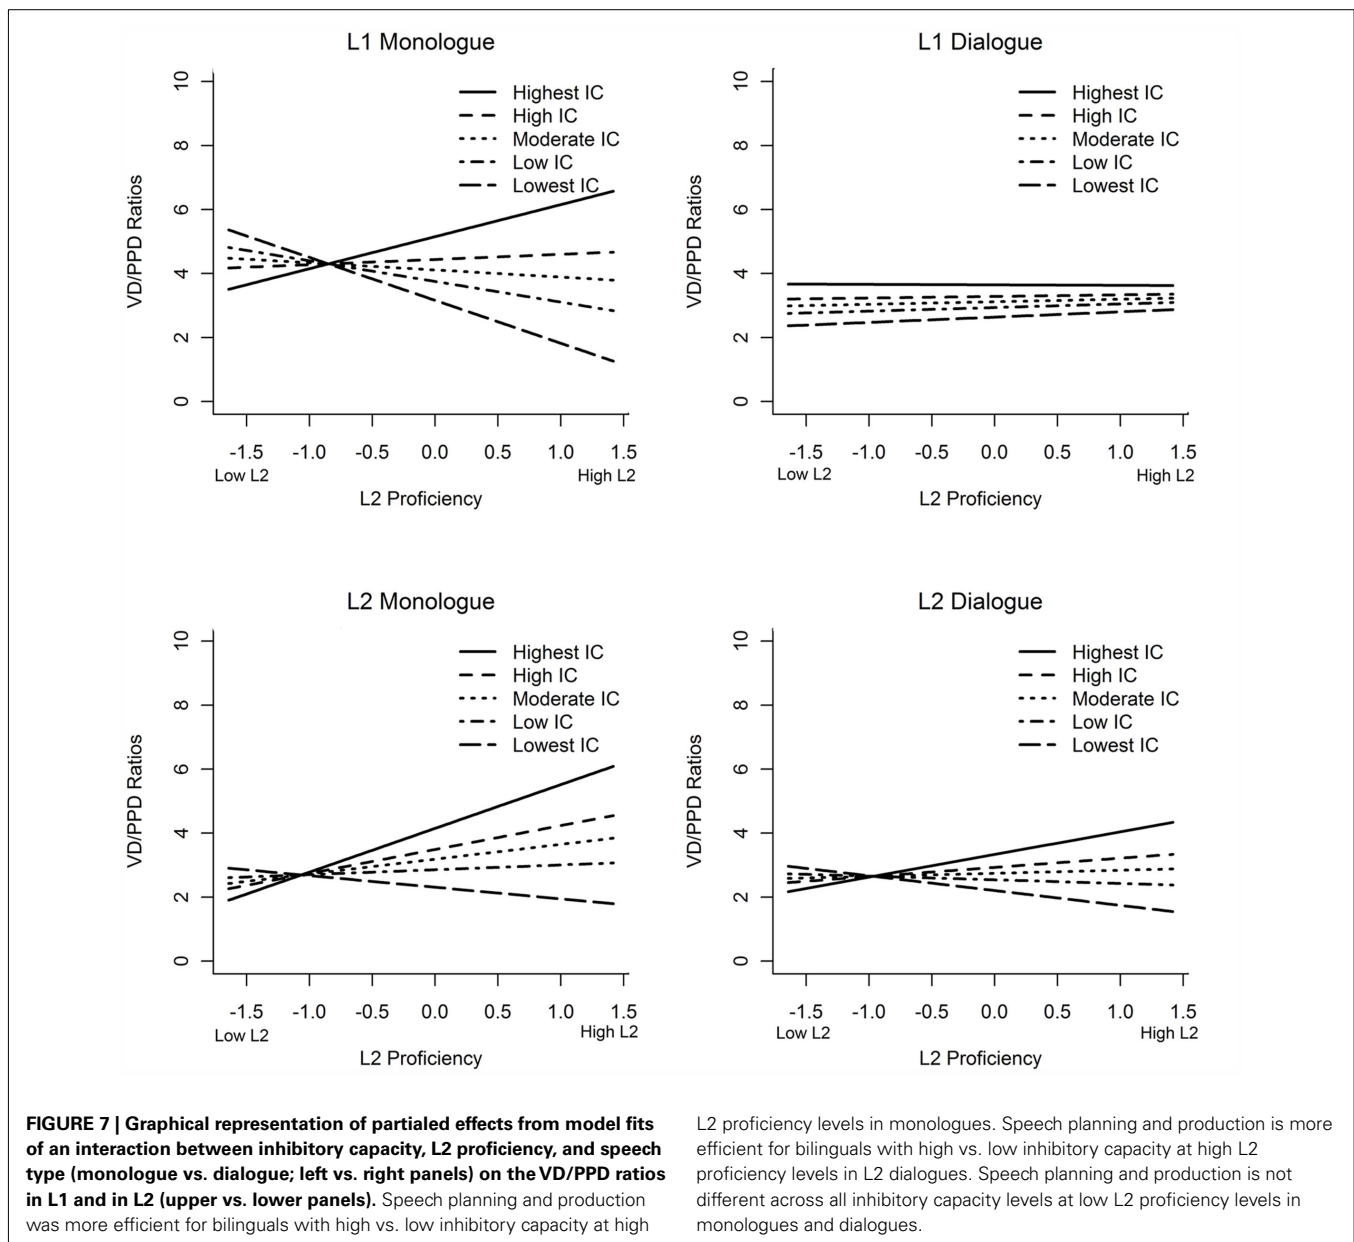 L1 Monologue
10
8
6
4
2
0
VD/PPD Ratios
Highest IC
High IC
Moderate IC
Low IC
Lowest IC
-1.5 -1.0 -0.5 0.0 0.5 1.0 1.5
Low L2 High L2
L2 Proficiency
L1 Dialogue
10
8
6
4
2
0
VD/PPD Ratios
Highest IC
High IC
Moderate IC
Low IC
Lowest IC
-1.5 -1.0 -0.5 0.0 0.5 1.0 1.5
Low L2 High L2
L2 Proficiency
L2 Monologue
10
8
6
4
2
0
VD/PPD Ratios
Highest IC
High IC
Moderate IC
Low IC
Lowest IC
-1.5 -1.0 -0.5 0.0 0.5 1.0 1.5
Low L2 High L2
L2 Proficiency
L2 Dialogue
10
8
6
4
2
0
VD/PPD Ratios
Highest IC
High IC
Moderate IC
Low IC
Lowest IC
-1.5 -1.0 -0.5 0.0 0.5 1.0 1.5
Low L2 High L2
L2 Proficiency
FIGURE 7 | Graphical representation of partialed effects from model fits
of an interaction between inhibitory capacity, L2 proficiency, and speech
type (monologue vs. dialogue; left vs. right panels) on the VD/PPD ratios
in L1 and in L2 (upper vs. lower panels). Speech planning and production
was more efficient for bilinguals with high vs. low inhibitory capacity at high
L2 proficiency levels in monologues. Speech planning and production is more
efficient for bilinguals with high vs. low inhibitory capacity at high L2
proficiency levels in L2 dialogues. Speech planning and production is not
different across all inhibitory capacity levels at low L2 proficiency levels in
monologues and dialogues.